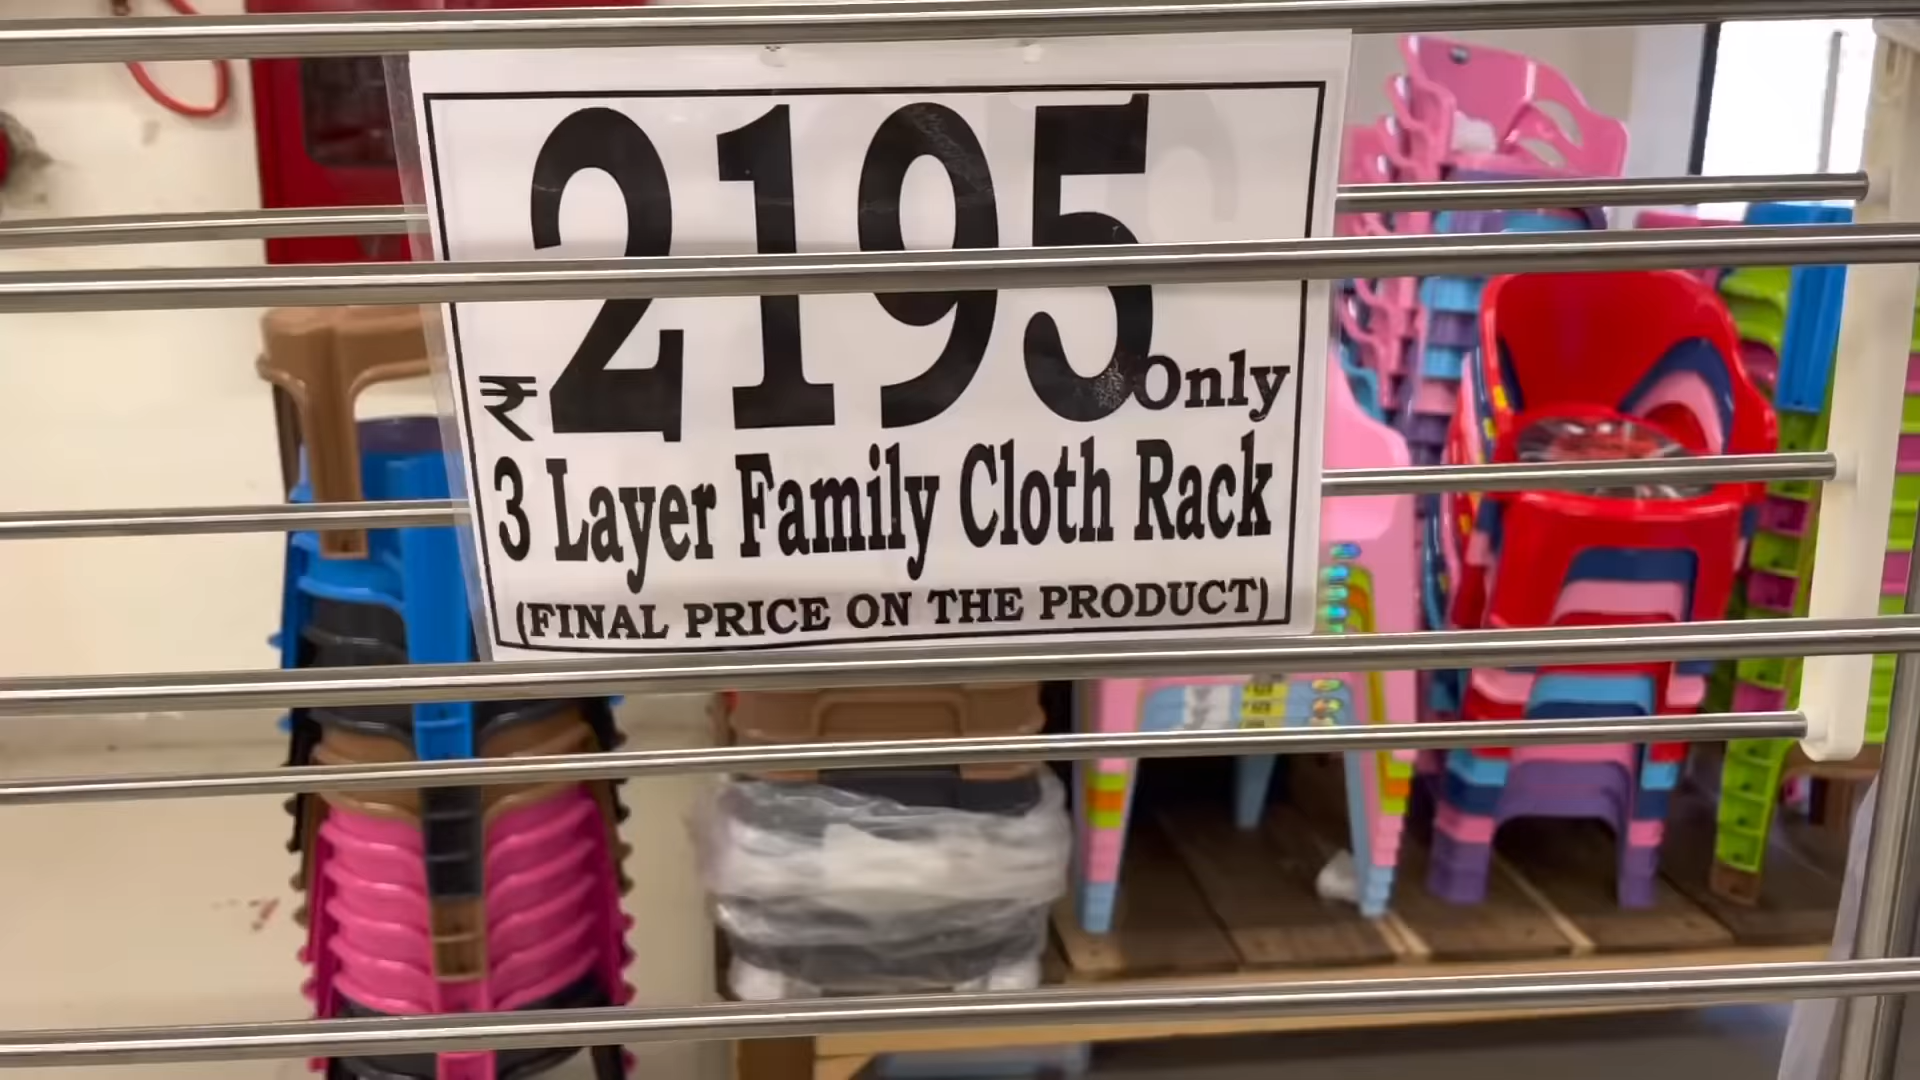 ₹2195 Only
3 Layer Family Cloth Rack
(FINAL PRICE ON THE PRODUCT)